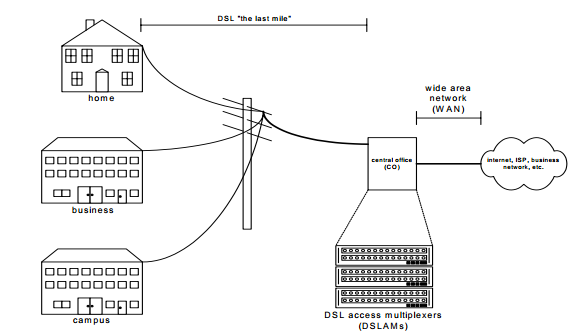 DSL "the last mile"
home
wide area
network
(WAN)
central office
(CO)
internet, ISP, business
network, etc.
business
DSL access multiplexers
(DSLAMs)
campus